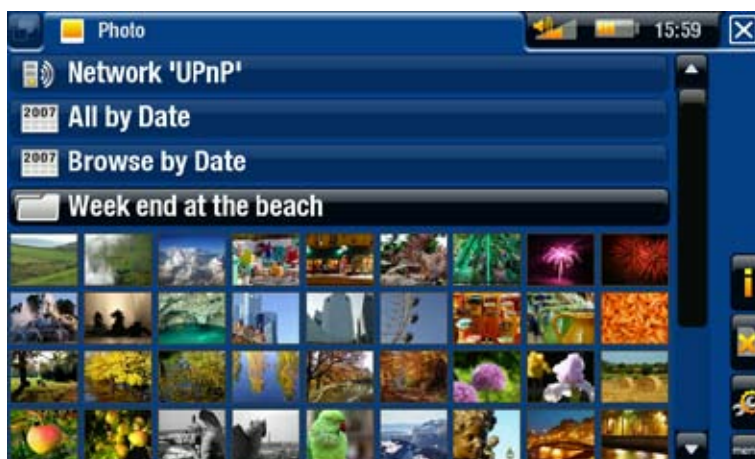 Photo
15:59
Network 'UPnP'
2007 All by Date
2007 Browse by Date
Week end at the beach